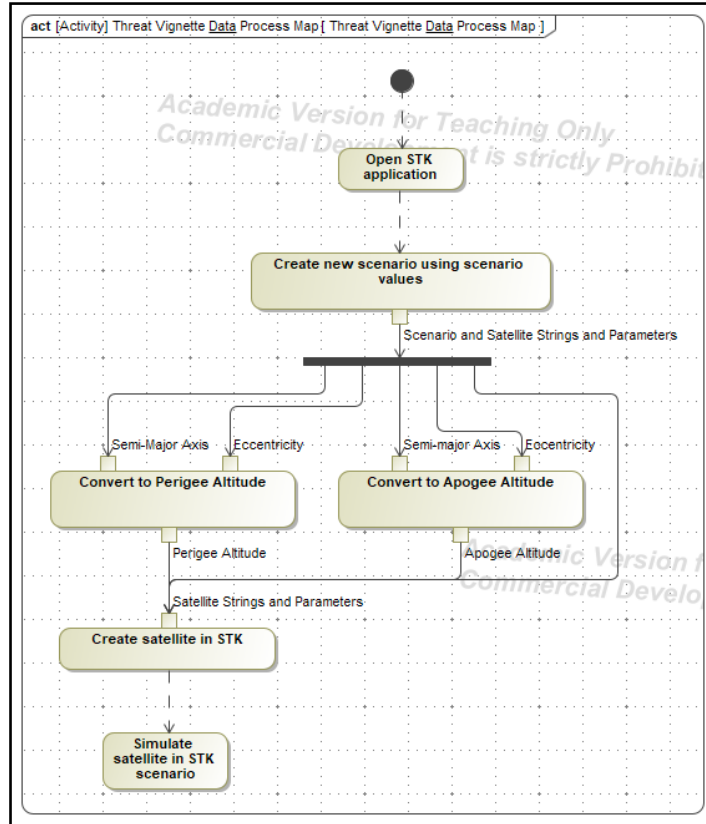 act [Activity] Threat Vignette Data Process Map[ Threat Vignette Data Process Map ]
Academic Version for Teaching Only
Commercial Development is strictly Prohibit
Open STK
application
Create new scenario using scenario
values
Scenario and Satellite Strings and Parameters
Semi-Major Axis
Eccentricity
Semi-major Axis
Eccentricity
Convert to Perigee Altitude
Convert to Apogee Altitude
Perigee Altitude
Apogee Altitude
Academic Version f
Commercial Develop
Satellite Strings and Parameters
Create satellite in STK
Simulate
satellite in STK
scenario